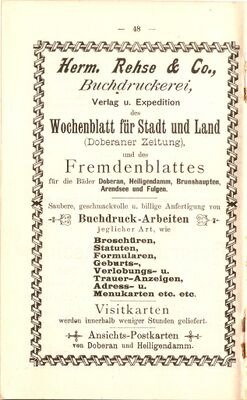 — 48 —
Herm. Rehse & Co.,
Buchdruckerei,
Verlag u. Expedition
des
Wochenblatt für Stadt und Land
(Doberaner Zeitung).
und des
Fremdenblattes
für die Bäder Doberan, Heiligendamm, Brunshaupten,
Arendsee und Fulgen.
Saubere, geschmackvolle u. billige Anfertigung von
Buchdruck-Arbeiten
jeglicher Art, wie
Broschüren,
Statuten,
Formularen,
Geburts-,
Verlobungs- u.
Trauer-Anzeigen,
Adress- u.
Menukarten etc. etc.
Visitkarten
werden innerhalb weniger Stunden geliefert.
Ansichts-Postkarten
von Doberan und Heiligendamm.